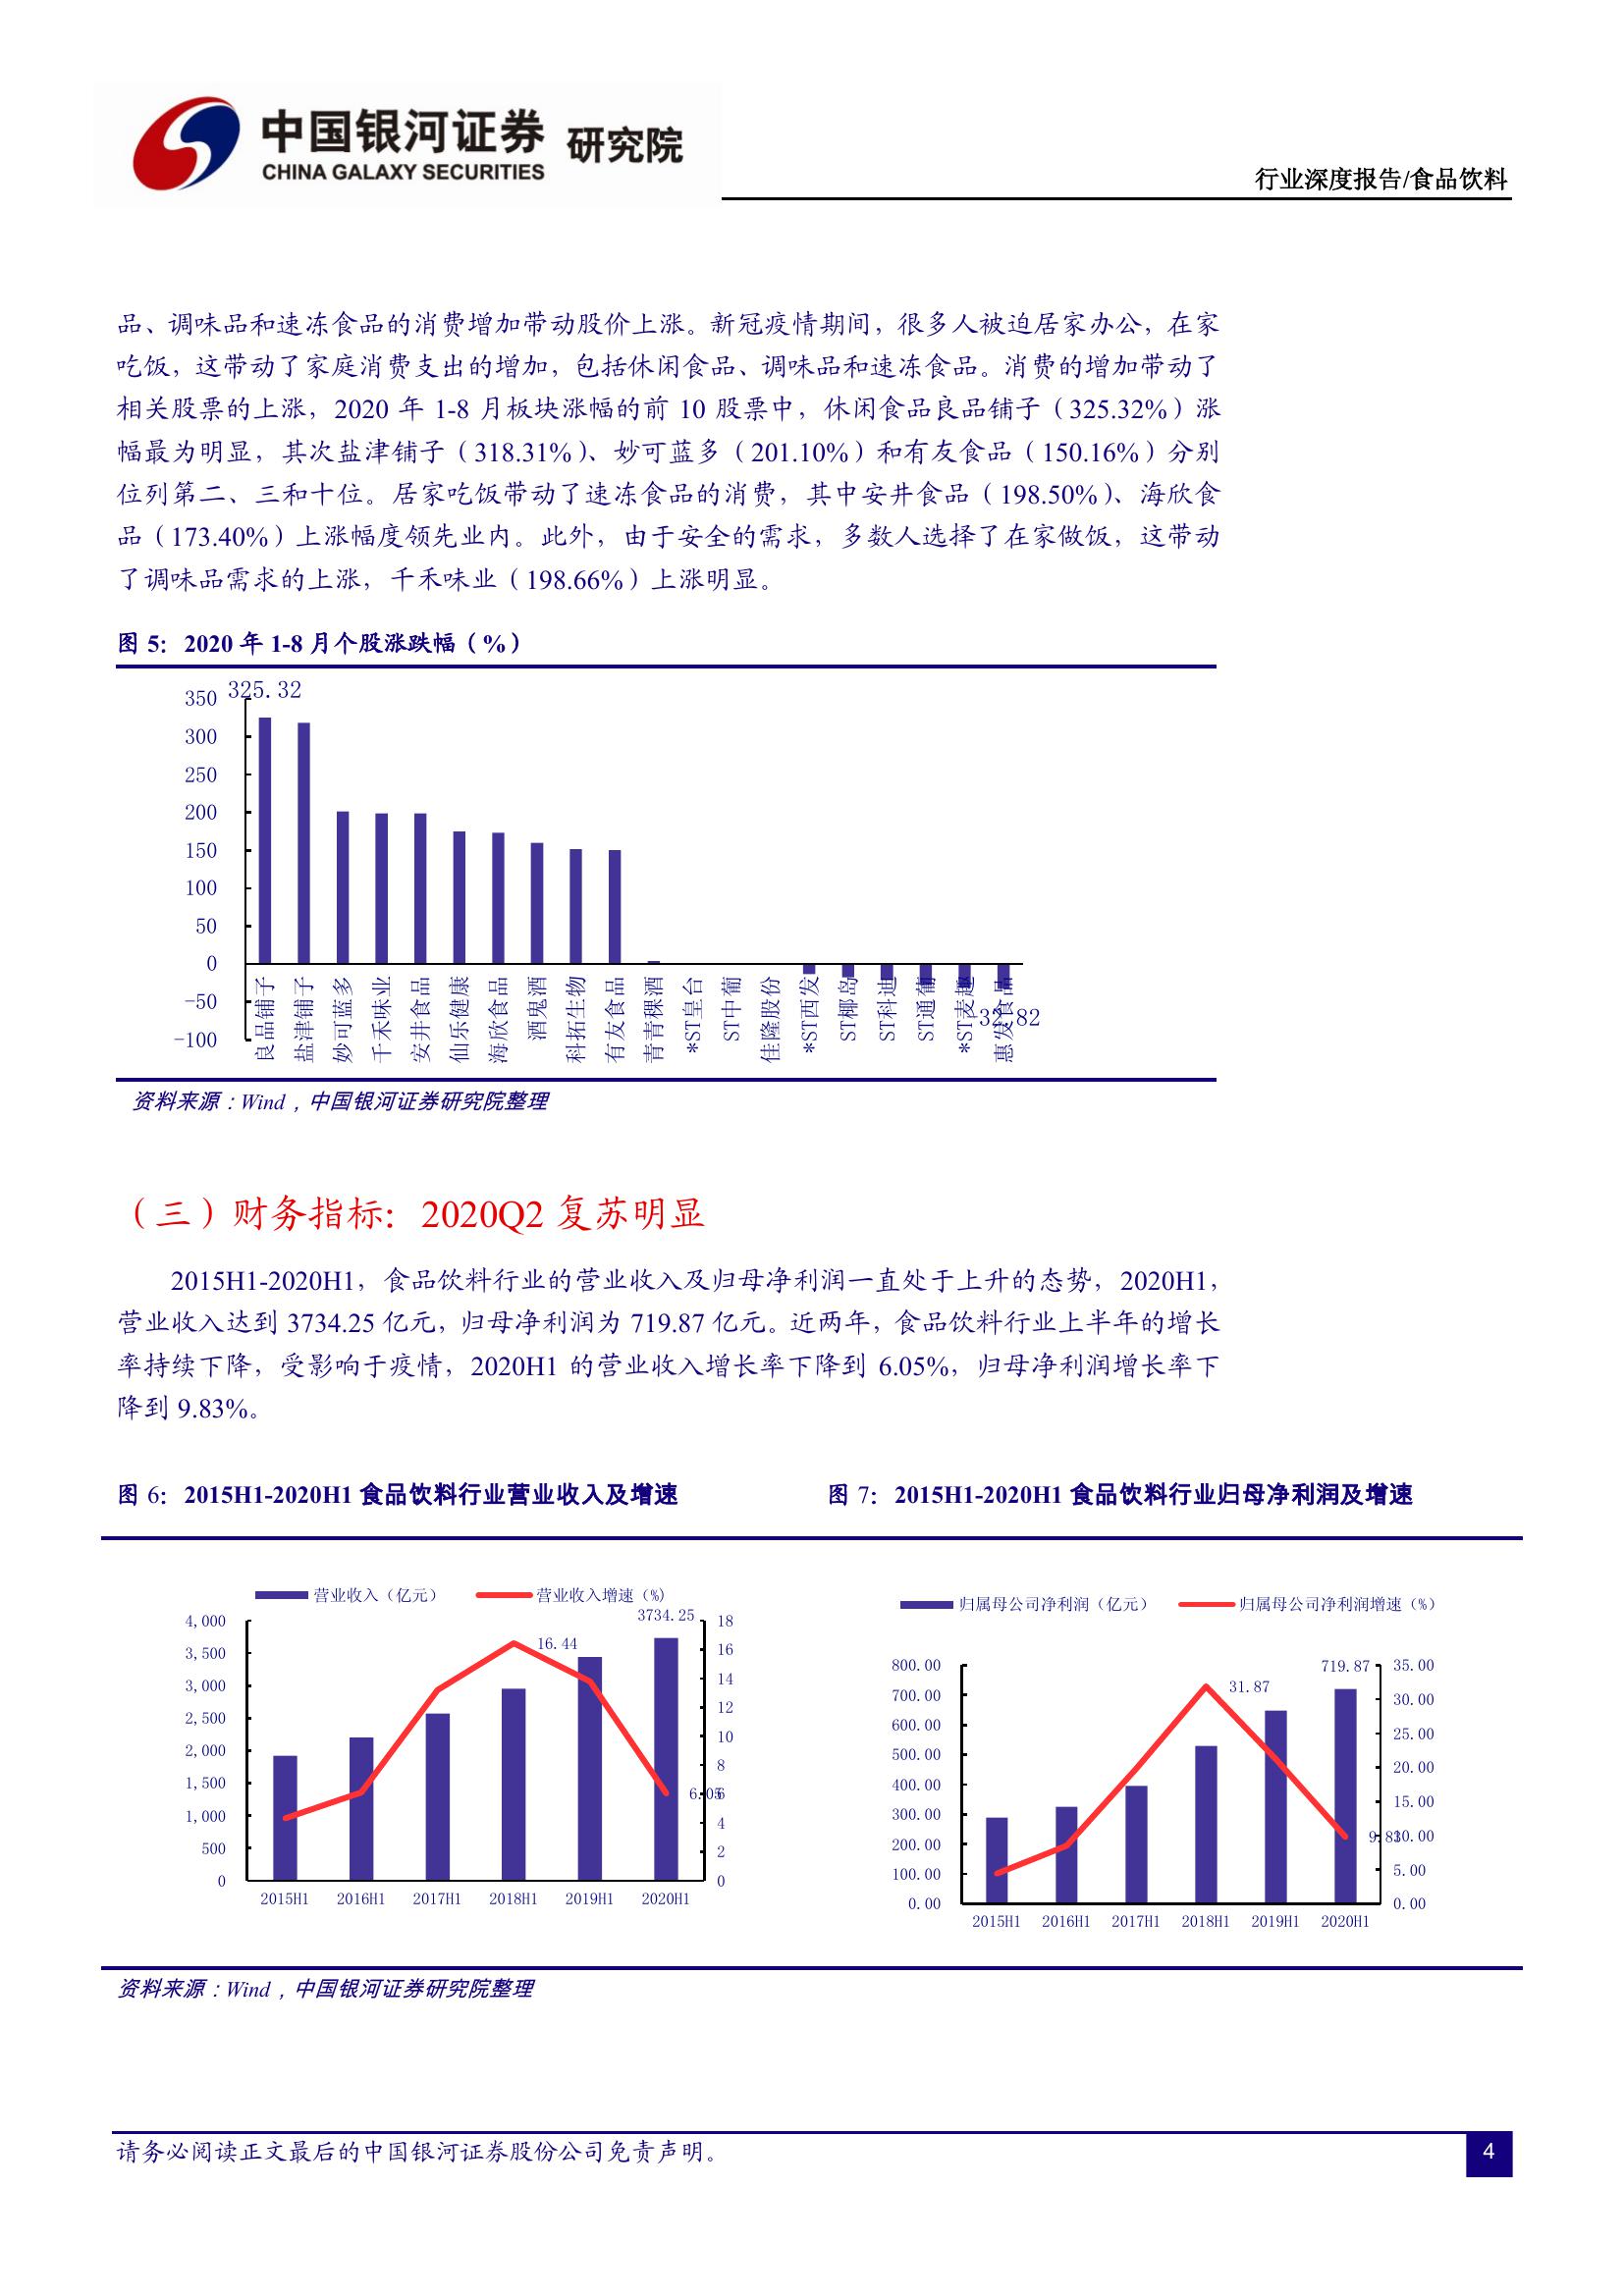 中国银河证券 研究院
CHINA GALAXY SECURITIES
行业深度报告/食品饮料
品、调味品和速冻食品的消费增加带动股价上涨。新冠疫情期间，很多人被迫居家办公，在家
吃饭，这带动了家庭消费支出的增加，包括休闲食品、调味品和速冻食品。消费的增加带动了
相关股票的上涨，2020 年 1-8 月板块涨幅的前 10 股票中，休闲食品良品铺子（325.32%）涨
幅最为明显，其次盐津铺子（318.31%）、妙可蓝多（201.10%）和有友食品（150.16%）分别
位列第二、三和十位。居家吃饭带动了速冻食品的消费，其中安井食品（198.50%）、海欣食
品（173.40%）上涨幅度领先业内。此外，由于安全的需求，多数人选择了在家做饭，这带动
了调味品需求的上涨，千禾味业（198.66%）上涨明显。
图 5：2020 年 1-8 月个股涨跌幅（%）
325.32
350
300
250
200
150
100
50
0
-50
-100
良品铺子
盐津铺子
妙可蓝多
千禾味业
安井食品
仙乐健康
海欣食品
酒鬼酒
科拓生物
有友食品
青青稞酒
*ST皇台
ST中葡
佳隆股份
*ST西发
ST椰岛
ST科迪
ST通葡
*ST麦趣
惠发食品
32.82
资料来源：Wind，中国银河证券研究院整理
（三）财务指标：2020Q2 复苏明显
2015H1-2020H1，食品饮料行业的营业收入及归母净利润一直处于上升的态势，2020H1，
营业收入达到 3734.25 亿元，归母净利润为 719.87 亿元。近两年，食品饮料行业上半年的增长
率持续下降，受影响于疫情，2020H1 的营业收入增长率下降到 6.05%，归母净利润增长率下
降到 9.83%。
图 6：2015H1-2020H1 食品饮料行业营业收入及增速
营业收入（亿元） 营业收入增速（%）
4,000
3,500
3,000
2,500
2,000
1,500
1,000
500
0
3734.25
16.44
6.05
18
16
14
12
10
8
6
4
2
0
2015H1 2016H1 2017H1 2018H1 2019H1 2020H1
图 7：2015H1-2020H1 食品饮料行业归母净利润及增速
归属母公司净利润（亿元） 归属母公司净利润增速（%）
800.00
700.00
600.00
500.00
400.00
300.00
200.00
100.00
0.00
719.87
31.87
9.83
35.00
30.00
25.00
20.00
15.00
10.00
5.00
0.00
2015H1 2016H1 2017H1 2018H1 2019H1 2020H1
资料来源：Wind，中国银河证券研究院整理
请务必阅读正文最后的中国银河证券股份公司免责声明。
4